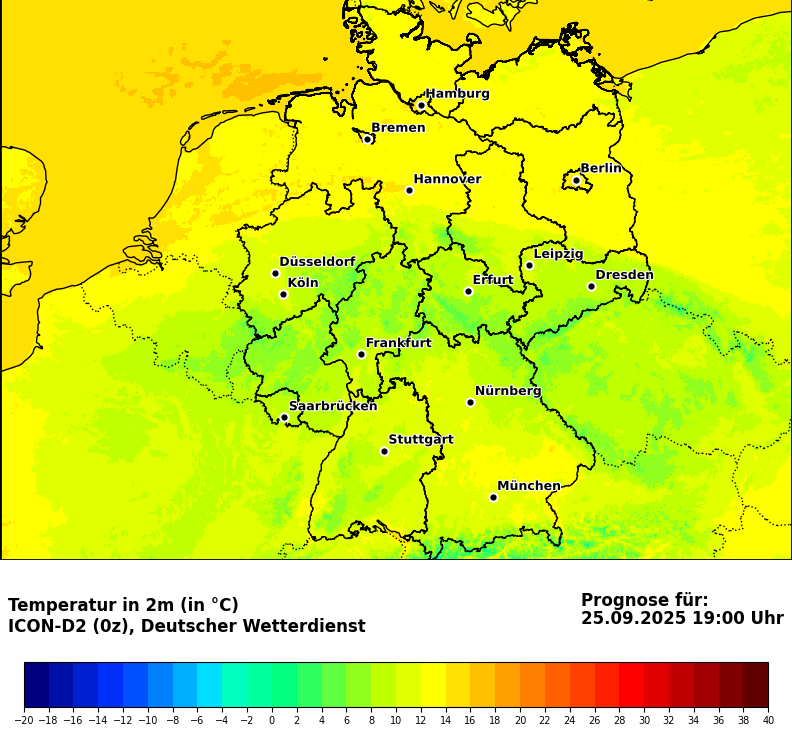 Hamburg
Bremen
Berlin
Hannover
Leipzig
Düsseldorf
Dresden
Köln
Erfurt
Frankfurt
Nürnberg
Saarbrücken
Stuttgart
München
Temperatur in 2m (in °C)
ICON-D2 (0z), Deutscher Wetterdienst
Prognose für:
25.09.2025 19:00 Uhr
−20 −18 −16 −14 −12 −10 −8 −6 −4 −2 0 2 4 6 8 10 12 14 16 18 20 22 24 26 28 30 32 34 36 38 40